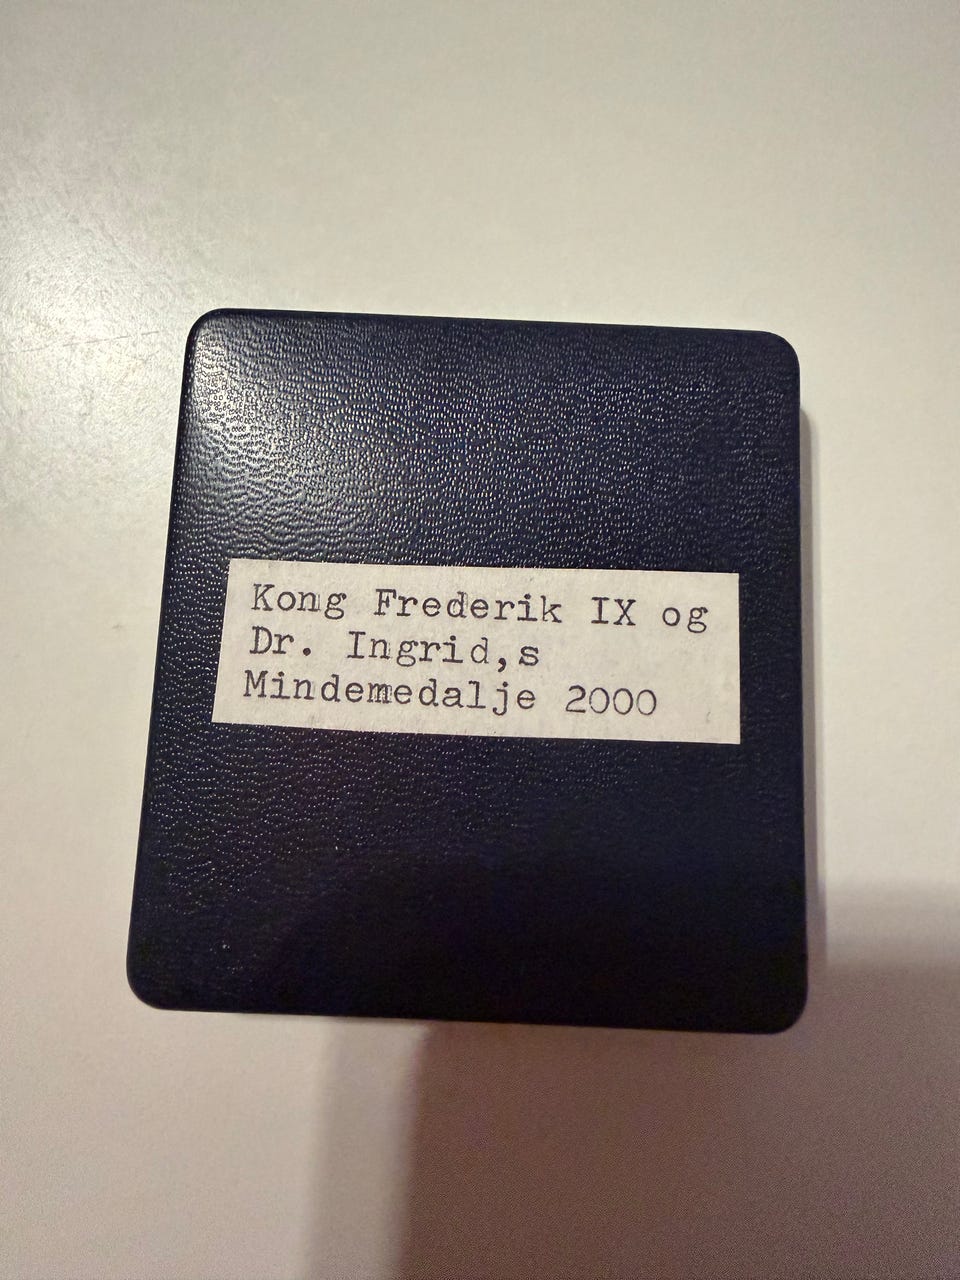 Kong Frederik IX og
Dr. Ingrid,s
Mindemedalje 2000